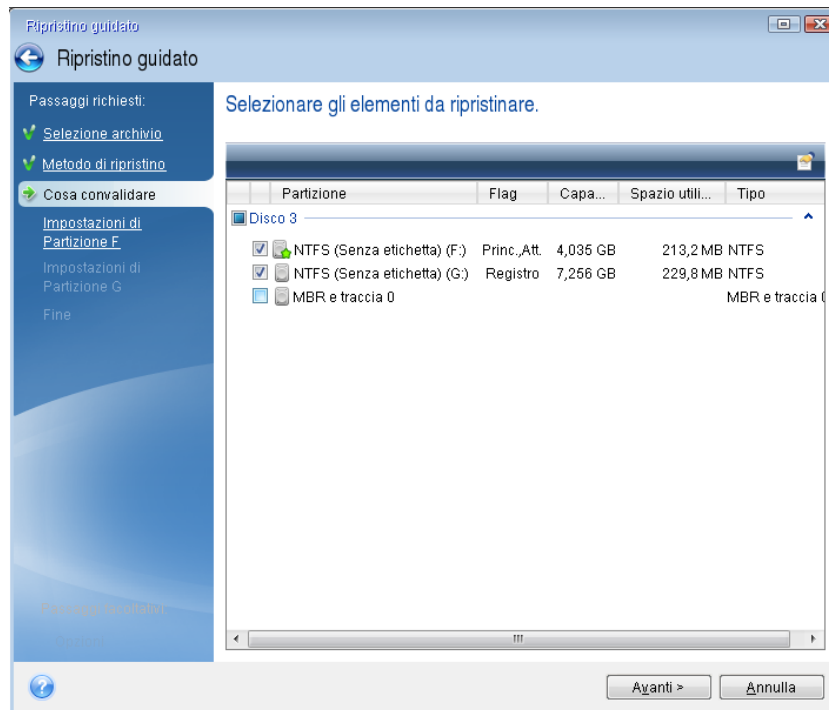 Ripristino guidato
Ripristino guidato
Passaggi richiesti:
Selezione archivio
Metodo di ripristino
Cosa convalidare
Impostazioni di
Partizione F
Impostazioni di
Partizione G
Fine
Selezionare gli elementi da ripristinare.
Partizione Flag Capa... Spazio utili... Tipo
Disco 3
NTFS (Senza etichetta) (F:) Princ.,Att. 4,035 GB 213,2 MB NTFS
NTFS (Senza etichetta) (G:) Registro 7,256 GB 229,8 MB NTFS
MBR e traccia 0 MBR e traccia
Avanti >
Annulla